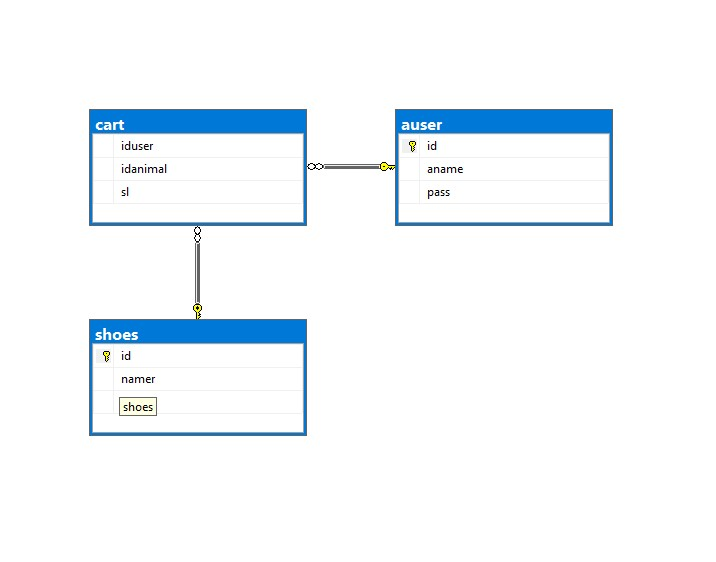 cart
iduser
idanimal
sl
auser
id
aname
pass
shoes
id
namer
shoes